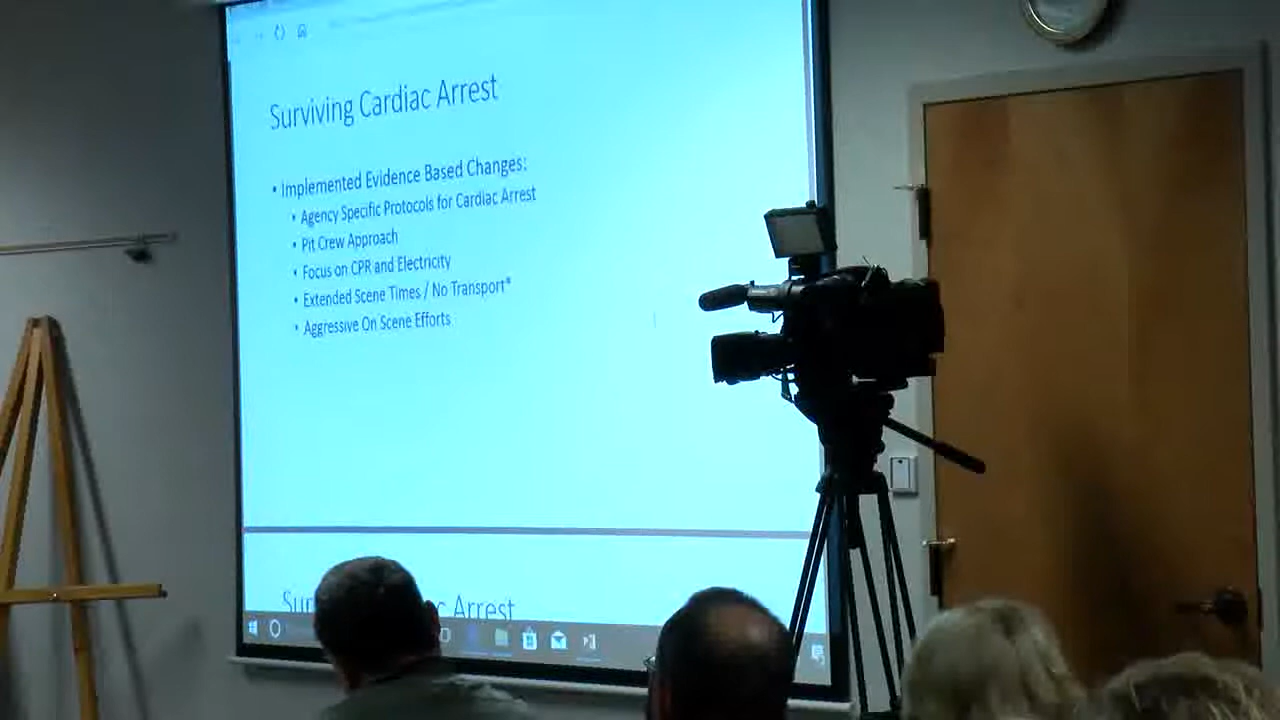 Surviving Cardiac Arrest
• Implemented Evidence Based Changes:
• Agency Specific Protocols for Cardiac Arrest
• Pit Crew Approach
• Focus on CPR and Electricity
• Extended Scene Times / No Transport*
• Aggressive On Scene Efforts
Arrest